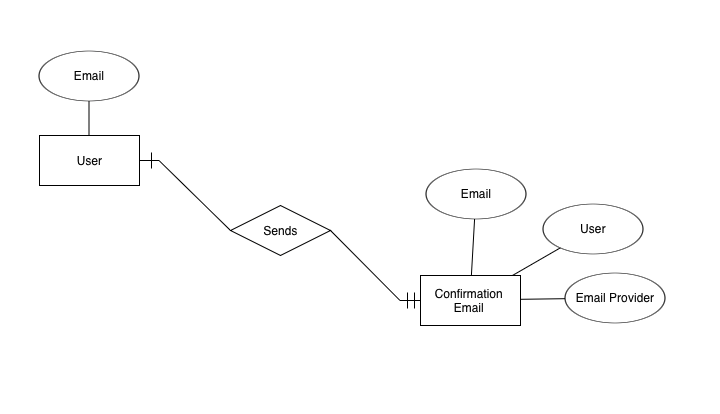 Email
User
Sends
Email
User
Email Provider
Confirmation
Email